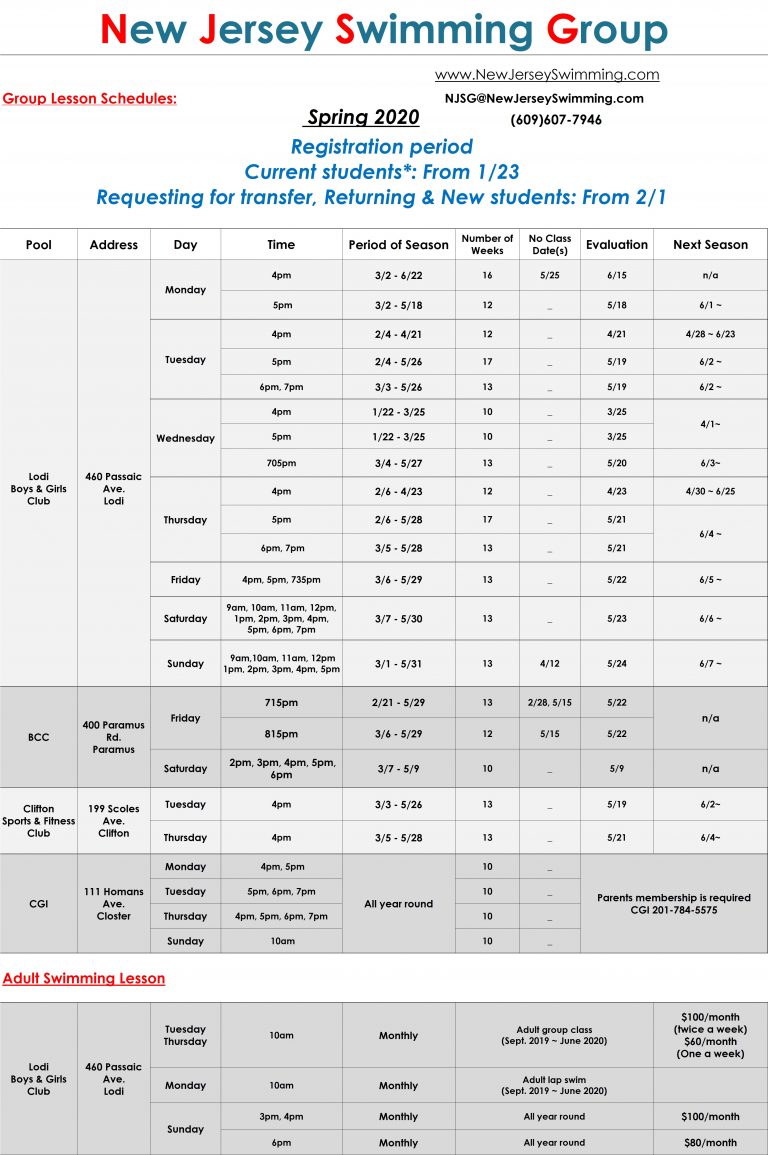 New Jersey Swimming Group
www.NewJerseySwimming.com
Group Lesson Schedules:
NJSG@NewJerseySwimming.com
Spring 2020
(609)607-7946
Registration period
Current students*: From 1/23
Requesting for transfer, Returning & New students: From 2/1
Pool Address Day Time Period of Season Number of Weeks No Class Date(s) Evaluation Next Season
Lodi
Boys & Girls
Club
460 Passaic
Ave.
Lodi
Monday
4pm 3/2 - 6/22 16 5/25 6/15 n/a
5pm 3/2 - 5/18 12 _ 5/18 6/1 ~
Tuesday
4pm 2/4 - 4/21 12 _ 4/21 4/28 ~ 6/23
5pm 2/4 - 5/26 17 _ 5/19 6/2 ~
6pm, 7pm 3/3 - 5/26 13 _ 5/19 6/2 ~
Wednesday
4pm 1/22 - 3/25 10 _ 3/25
4/1~
5pm 1/22 - 3/25 10 _ 3/25
705pm 3/4 - 5/27 13 _ 5/20 6/3~
Thursday
4pm 2/6 - 4/23 12 _ 4/23 4/30 ~ 6/25
5pm 2/6 - 5/28 17 _ 5/21
6/4 ~
6pm, 7pm 3/5 - 5/28 13 _ 5/21
Friday 4pm, 5pm, 735pm 3/6 - 5/29 13 _ 5/22 6/5 ~
Saturday
9am, 10am, 11am, 12pm,
1pm, 2pm, 3pm, 4pm,
5pm, 6pm, 7pm
3/7 - 5/30 13 _ 5/23 6/6 ~
Sunday
9am,10am, 11am, 12pm
1pm, 2pm, 3pm, 4pm, 5pm
3/1 - 5/31 13 4/12 5/24 6/7 ~
BCC
400 Paramus
Rd.
Paramus
Friday
715pm 2/21 - 5/29 13 2/28, 5/15 5/22
n/a
815pm 3/6 - 5/29 12 5/15 5/22
Saturday
2pm, 3pm, 4pm, 5pm,
6pm
3/7 - 5/9 10 _ 5/9 n/a
Clifton
Sports & Fitness
Club
199 Scoles
Ave.
Clifton
Tuesday 4pm 3/3 - 5/26 13 _ 5/19 6/2~
Thursday 4pm 3/5 - 5/28 13 _ 5/21 6/4~
CGI
111 Homans
Ave.
Closter
Monday 4pm, 5pm 10 _
Tuesday 5pm, 6pm, 7pm 10 _
All year round
Parents membership is required
CGI 201-784-5575
Thursday 4pm, 5pm, 6pm, 7pm 10 _
Sunday 10am 10 _
Adult Swimming Lesson
Lodi
Boys & Girls
Club
460 Passaic
Ave.
Lodi
Tuesday
Thursday
10am Monthly
Adult group class
(Sept. 2019 ~ June 2020)
$100/month
(twice a week)
$60/month
(One a week)
Monday 10am Monthly
Adult lap swim
(Sept. 2019 ~ June 2020)
Sunday
3pm, 4pm Monthly All year round $100/month
6pm Monthly All year round $80/month